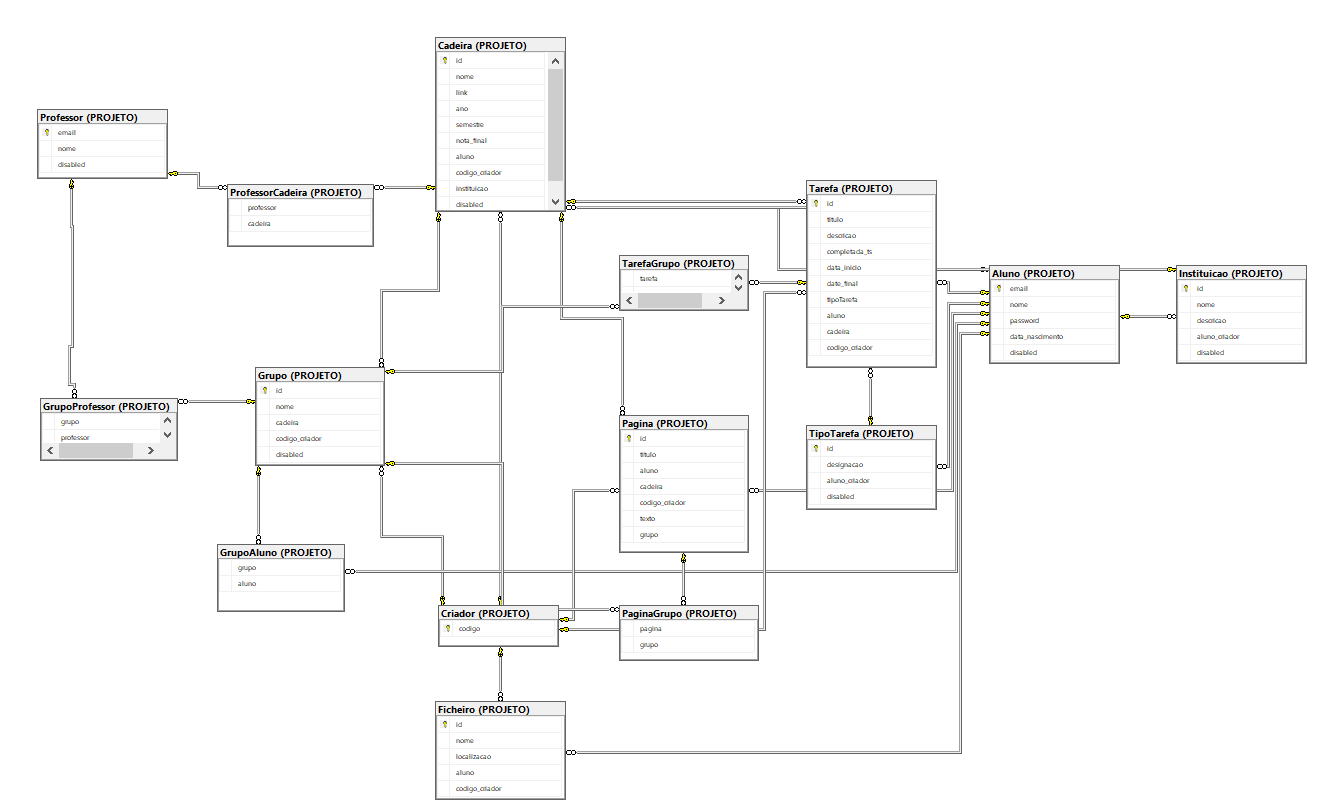 Cadeira (PROJETO)
id
nome
link
ano
semestre
nota_final
aluno
codigo_criador
instituicao
disabled
Professor (PROJETO)
email
nome
disabled
ProfessorCadeira (PROJETO)
professor
cadeira
Tarefa (PROJETO)
id
titulo
descricao
completada_ts
data_inicio
date_final
tipoTarefa
aluno
cadeira
codigo_criador
TarefaGrupo (PROJETO)
tarefa
Aluno (PROJETO)
email
nome
password
data_nascimento
disabled
Instituicao (PROJETO)
id
nome
descricao
aluno_criador
disabled
Grupo (PROJETO)
id
nome
cadeira
codigo_criador
disabled
GrupoProfessor (PROJETO)
grupo
professor
Pagina (PROJETO)
id
titulo
aluno
cadeira
codigo_criador
texto
grupo
TipoTarefa (PROJETO)
id
designacao
aluno_criador
disabled
GrupoAluno (PROJETO)
grupo
aluno
Criador (PROJETO)
codigo
PaginaGrupo (PROJETO)
pagina
grupo
Ficheiro (PROJETO)
id
nome
localizacao
aluno
codigo_criador